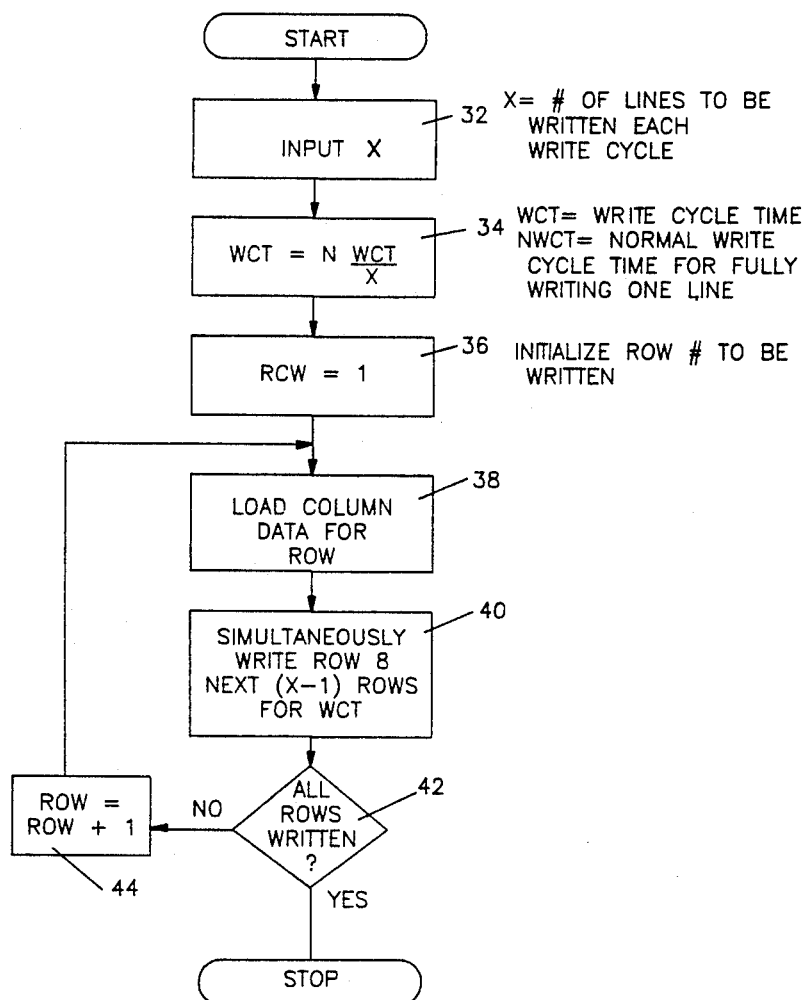 START
INPUT X
32
X= # OF LINES TO BE
WRITTEN EACH
WRITE CYCLE
WCT = N WCT
X
34
WCT= WRITE CYCLE TIME
NWCT= NORMAL WRITE
CYCLE TIME FOR FULLY
WRITING ONE LINE
RCW = 1
36
INITIALIZE ROW # TO BE
WRITTEN
LOAD COLUMN
DATA FOR
ROW
38
SIMULTANEOUSLY
WRITE ROW 8
NEXT (X-1) ROWS
FOR WCT
40
ALL
ROWS
WRITTEN
?
42
NO
ROW =
ROW + 1
44
YES
STOP